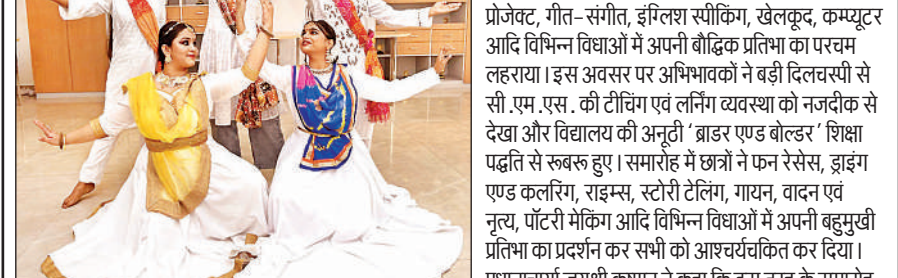 प्रोजेक्ट, गीत-संगीत, इंग्लिश स्पीकिंग, खेलकूद, कम्प्यूटर
आदि विभिन्न विधाओं में अपनी बौद्धिक प्रतिभा का परचम
लहराया। इस अवसर पर अभिभावकों ने बड़ी दिलचस्पी से
सी.एम.एस. की टीचिंग एवं लर्निंग व्यवस्था को नजदीक से
देखा और विद्यालय की अनूठी 'ब्राडर एण्ड बोल्डर' शिक्षा
पद्धति से रूबरू हुए। समारोह में छात्रों ने फन रेसेस, ड्राइंग
एण्ड कलरिंग, राइम्स, स्टोरी टेलिंग, गायन, वादन एवं
नृत्य, पॉटरी मेकिंग आदि विभिन्न विधाओं में अपनी बहुमुखी
प्रतिभा का प्रदर्शन कर सभी को आश्चर्यचकित कर दिया।